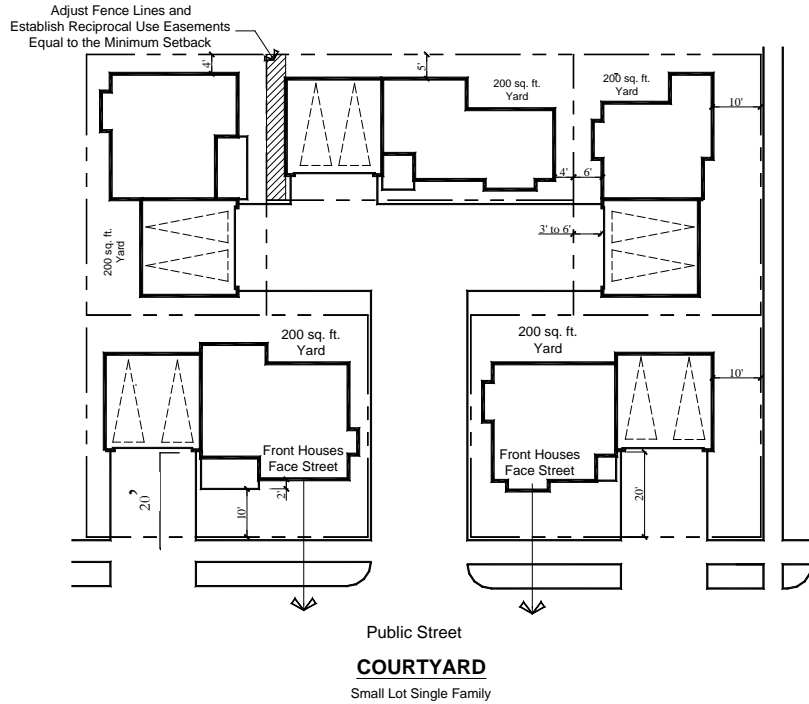 Adjust Fence Lines and
Establish Reciprocal Use Easements
Equal to the Minimum Setback
4'
5'
200 sq. ft.
Yard
200 sq. ft.
Yard
10'
4'
6'
3' to 6'
200 sq. ft.
Yard
200 sq. ft.
Yard
200 sq. ft.
Yard
10'
Front Houses
Face Street
Front Houses
Face Street
20’
2'
10'
20'
Public Street
COURTYARD
Small Lot Single Family